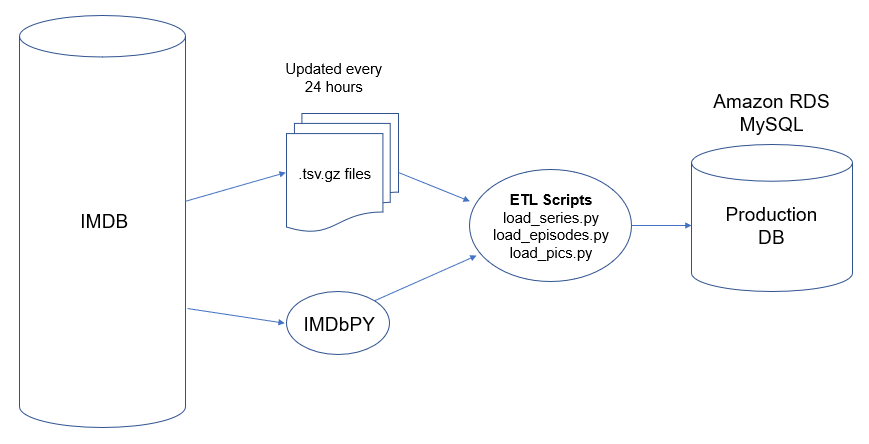 IMDB
Updated every
24 hours
.tsv.gz files
IMDbPY
ETL Scripts
load_series.py
load_episodes.py
load_pics.py
Amazon RDS
MySQL
Production
DB